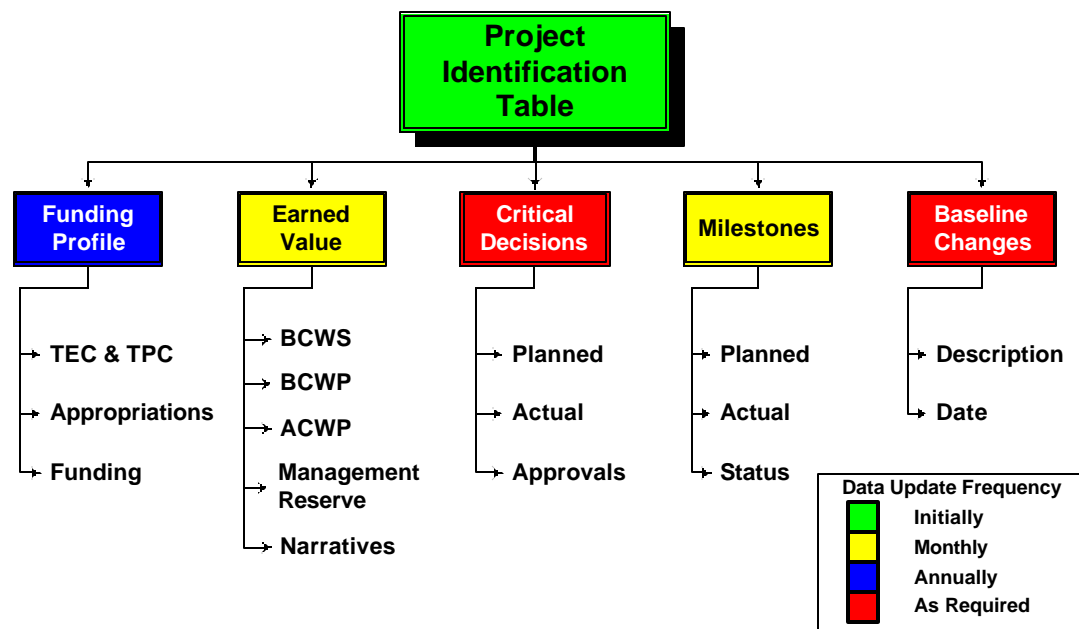 Project
Identification
Table
Funding
Profile
Earned
Value
Critical
Decisions
Milestones
Baseline
Changes
TEC & TPC
Appropriations
Funding
BCWS
BCWP
ACWP
Management
Reserve
Narratives
Planned
Actual
Approvals
Planned
Actual
Status
Description
Date
Data Update Frequency
Initially
Monthly
Annually
As Required